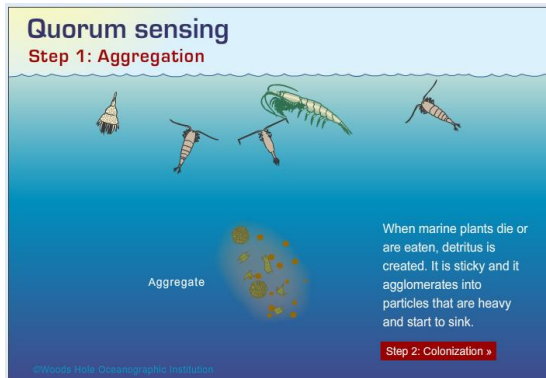 Quorum sensing
Step 1: Aggregation
When marine plants die or
are eaten, detritus is
created. It is sticky and it
agglomerates into
particles that are heavy
and start to sink.
Aggregate
Step 2: Colonization »
©Woods Hole Oceanographic Institution